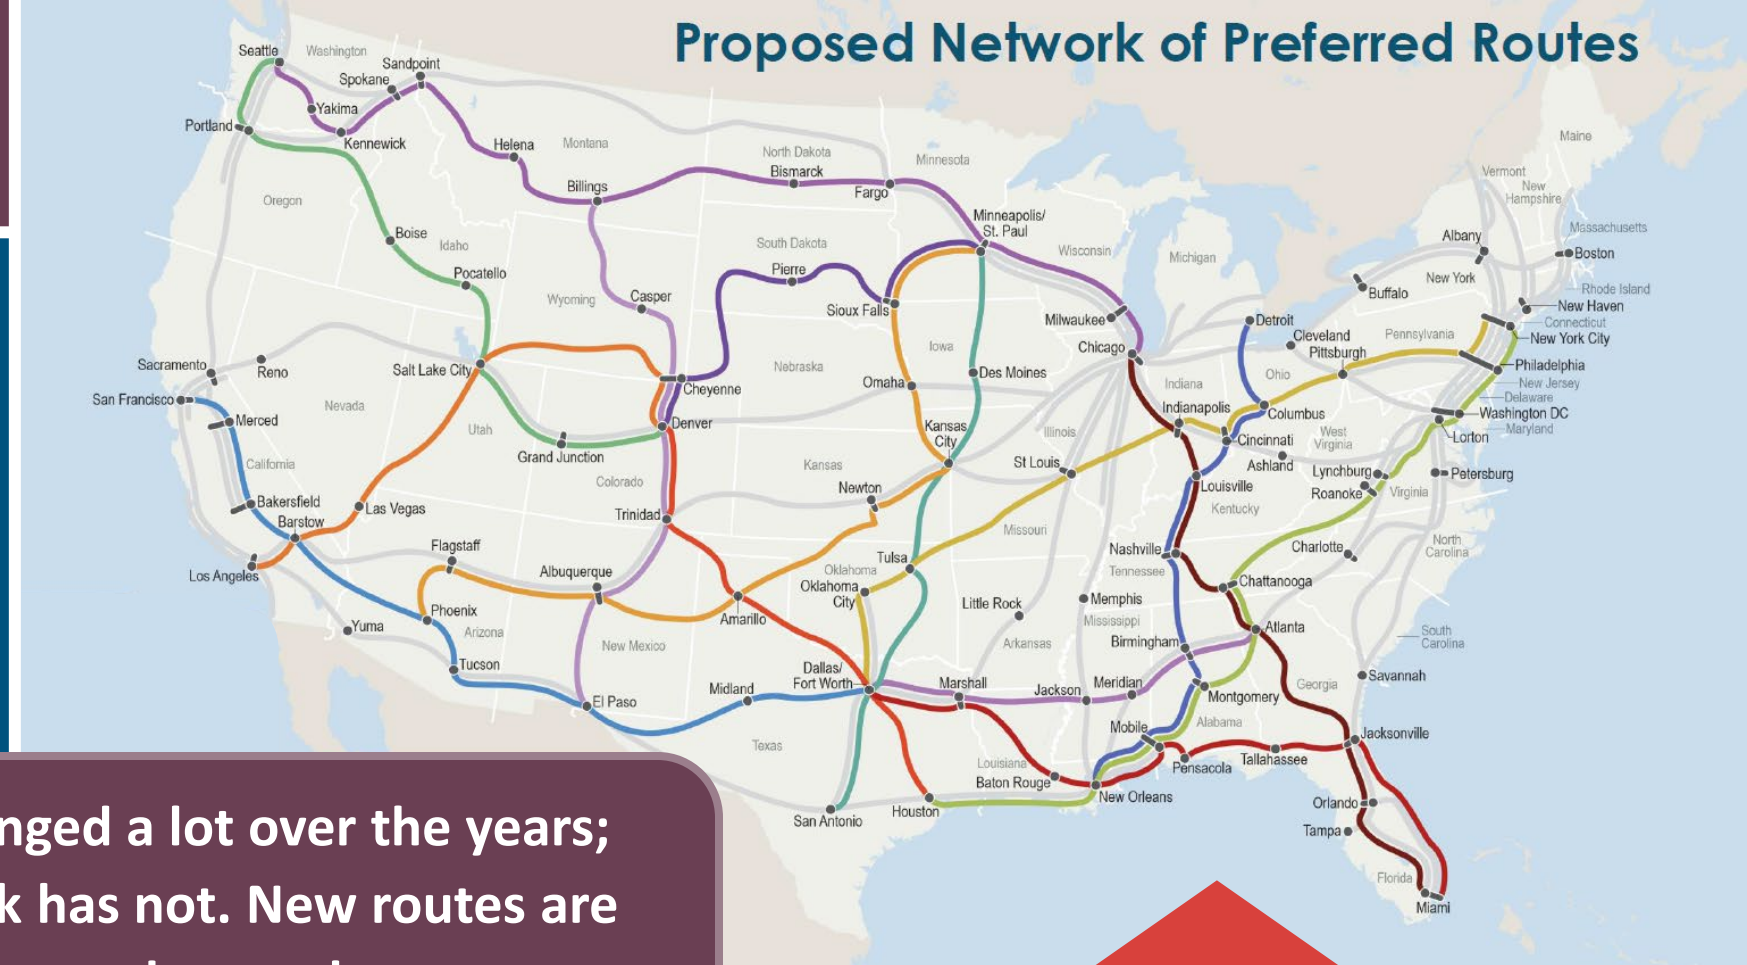 Proposed Network of Preferred Routes
Seattle
Washington
Sandpoint
Spokane
Yakima
Portland
Kennewick
Helena
Montana
North Dakota
Bismarck
Minnesota
Fargo
Billings
Oregon
Boise
Idaho
Pocatello
Minneapolis/
St. Paul
South Dakota
Pierre
Wisconsin
Michigan
Wyoming
Casper
Sioux Falls
Milwaukee
Chicago
Detroit
Cleveland
Pittsburgh
Pennsylvania
Maine
Vermont
New
Hampshire
Massachusetts
Albany
Boston
New York
Buffalo
Rhode Island
New Haven
Connecticut
New York City
Philadelphia
New Jersey
Delaware
Washington DC
Maryland
Lorton
Sacramento
Reno
Salt Lake City
San Francisco
Merced
Nevada
Utah
California
Cheyenne
Nebraska
Iowa
Omaha
Des Moines
Denver
Grand Junction
Colorado
Kansas
Kansas
City
Newton
Illinois
St Louis
Indiana
Indianapolis
Ohio
Columbus
Cincinnati
West
Virginia
Ashland
Lynchburg
Roanoke
Virginia
Petersburg
Louisville
Kentucky
Bakersfield
Barstow
Las Vegas
Los Angeles
Flagstaff
Albuquerque
Trinidad
Missouri
Tulsa
Oklahoma
Oklahoma
City
Nashville
Tennessee
Charlotte
North
Carolina
Chattanooga
Little Rock
Memphis
Mississippi
Arkansas
Amarillo
Phoenix
Yuma
Arizona
New Mexico
Tucson
Birmingham
Atlanta
South
Carolina
Dallas/
Fort Worth
Midland
El Paso
Marshall
Jackson
Meridian
Montgomery
Georgia
Savannah
Texas
Mobile
Alabama
Jacksonville
Louisiana
Baton Rouge
New Orleans
Pensacola
Tallahassee
San Antonio
Houston
Orlando
Tampa
Florida
Miami
nged a lot over the years;
k has not. New routes are